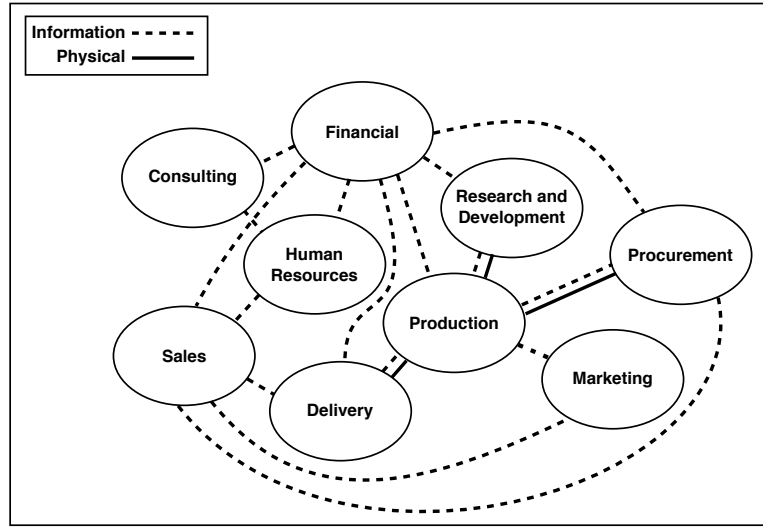 Information
Physical
Financial
Consulting
Research and
Development
Human
Resources
Procurement
Production
Sales
Marketing
Delivery